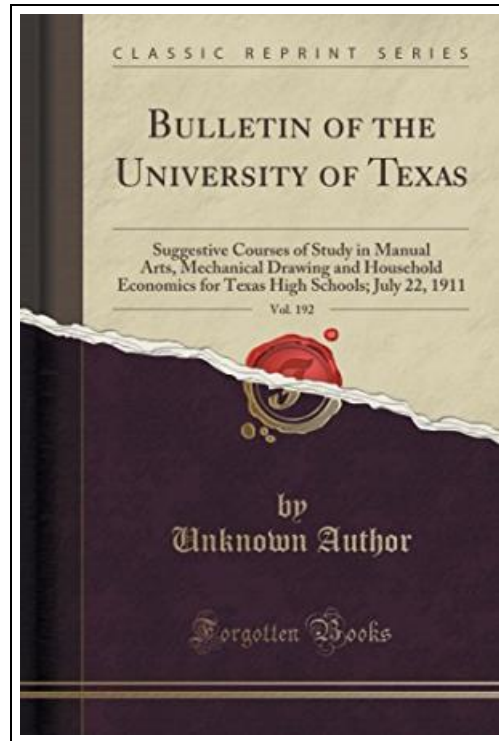 CLASSIC REPRINT SERIES
BULLETIN OF THE
UNIVERSITY OF TEXAS
Suggestive Courses of Study in Manual
Arts, Mechanical Drawing and Household
Economics for Texas High Schools; July 22, 1911
Vol. 192
by
Unknown Author
Forgotten Books